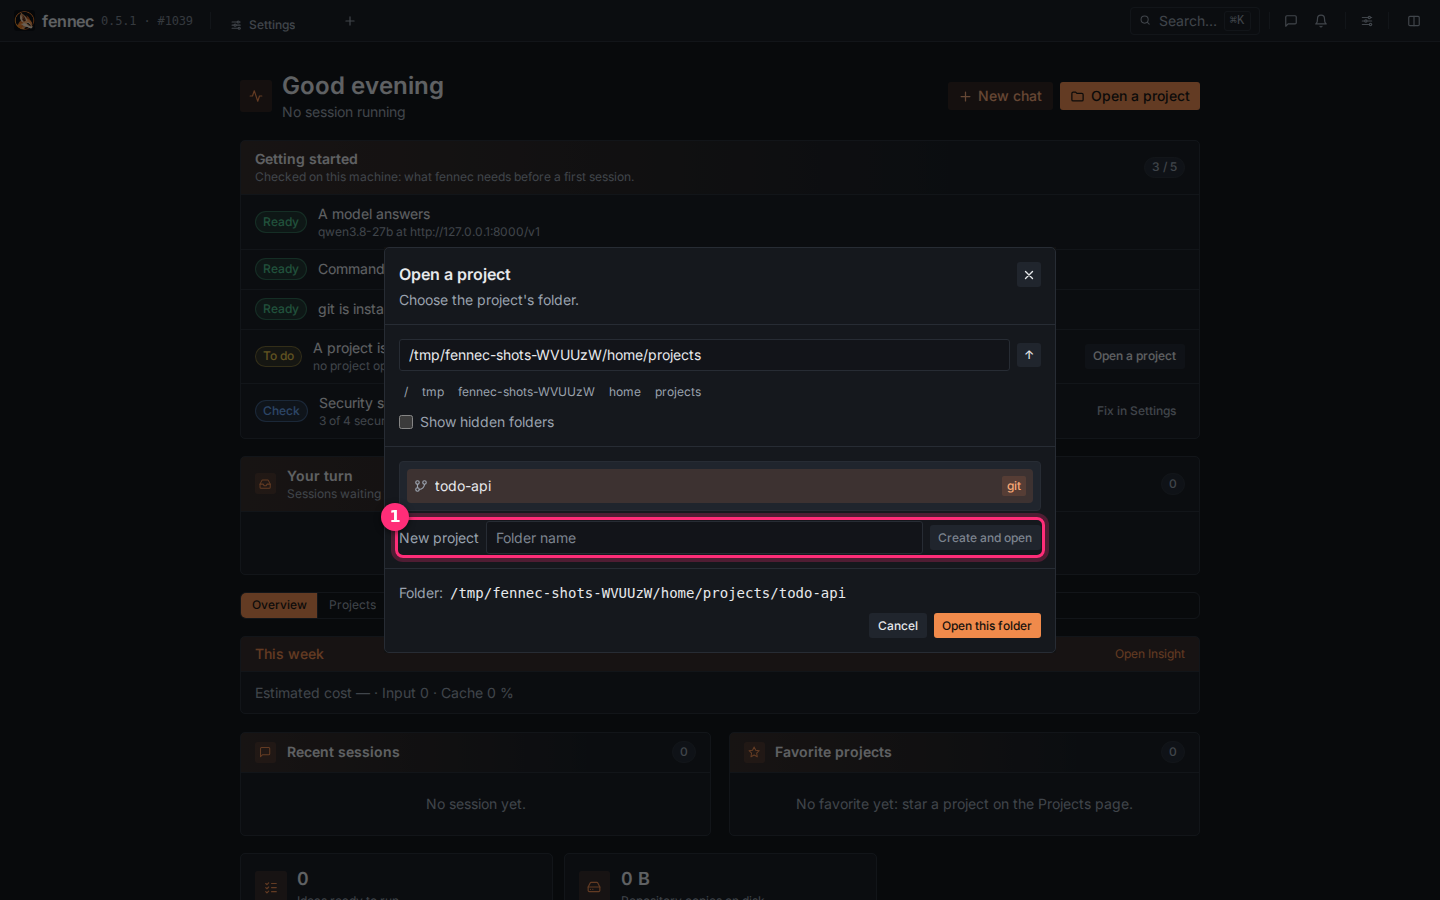 fennec 0.5.1 · #1039
Settings
Search... ⌘K
Good evening
No session running
New chat
Open a project
Getting started
Checked on this machine: what fennec needs before a first session.
3 / 5
Ready
A model answers
qwen3.8-27b at http://127.0.0.1:8000/v1
Ready
Command
Ready
git is insta
To do
A project is
no project op
Open a project
Check
Security s
3 of 4 secur
Fix in Settings
Open a project
Choose the project's folder.
/tmp/fennec-shots-WVUUzW/home/projects
/ tmp fennec-shots-WVUUzW home projects
Show hidden folders
todo-api
git
1
New project
Folder name
Create and open
Folder: /tmp/fennec-shots-WVUUzW/home/projects/todo-api
Cancel
Open this folder
Your turn
Sessions waiting
0
Overview
Projects
This week
Open Insight
Estimated cost — · Input 0 · Cache 0 %
Recent sessions
0
No session yet.
Favorite projects
0
No favorite yet: star a project on the Projects page.
0
0 B